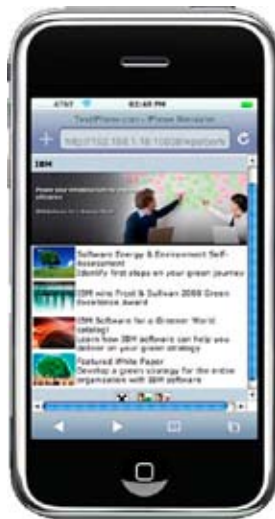 AT&T 02:48 PM
TestiPhone.com - iPhone Simulator
IBM
Software Energy & Environment Self-
Assessment
Identify first steps on your green journey
IBM wins Frost & Sullivan 2008 Green
Excellence Award
IBM Software for a Greener World
catalog!
Learn how IBM software can help you
deliver on your green strategy
Featured White Paper
Develop a green strategy for the entire
organization with IBM software